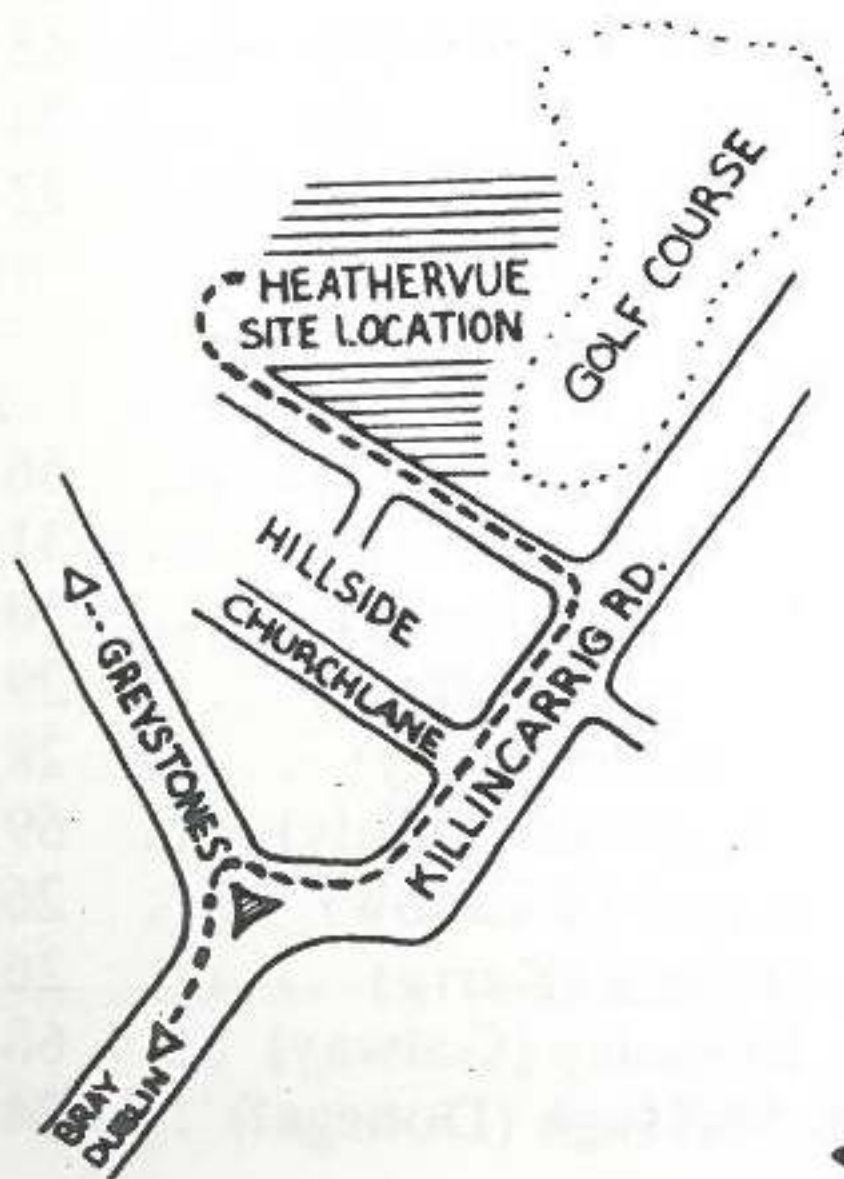 GOLF COURSE
HEATHERVUE
SITE LOCATION
HILLSIDE
CHURCHLANE
GREYSTONES
KILLINCARRIG RD.
BRAY
DUBLIN